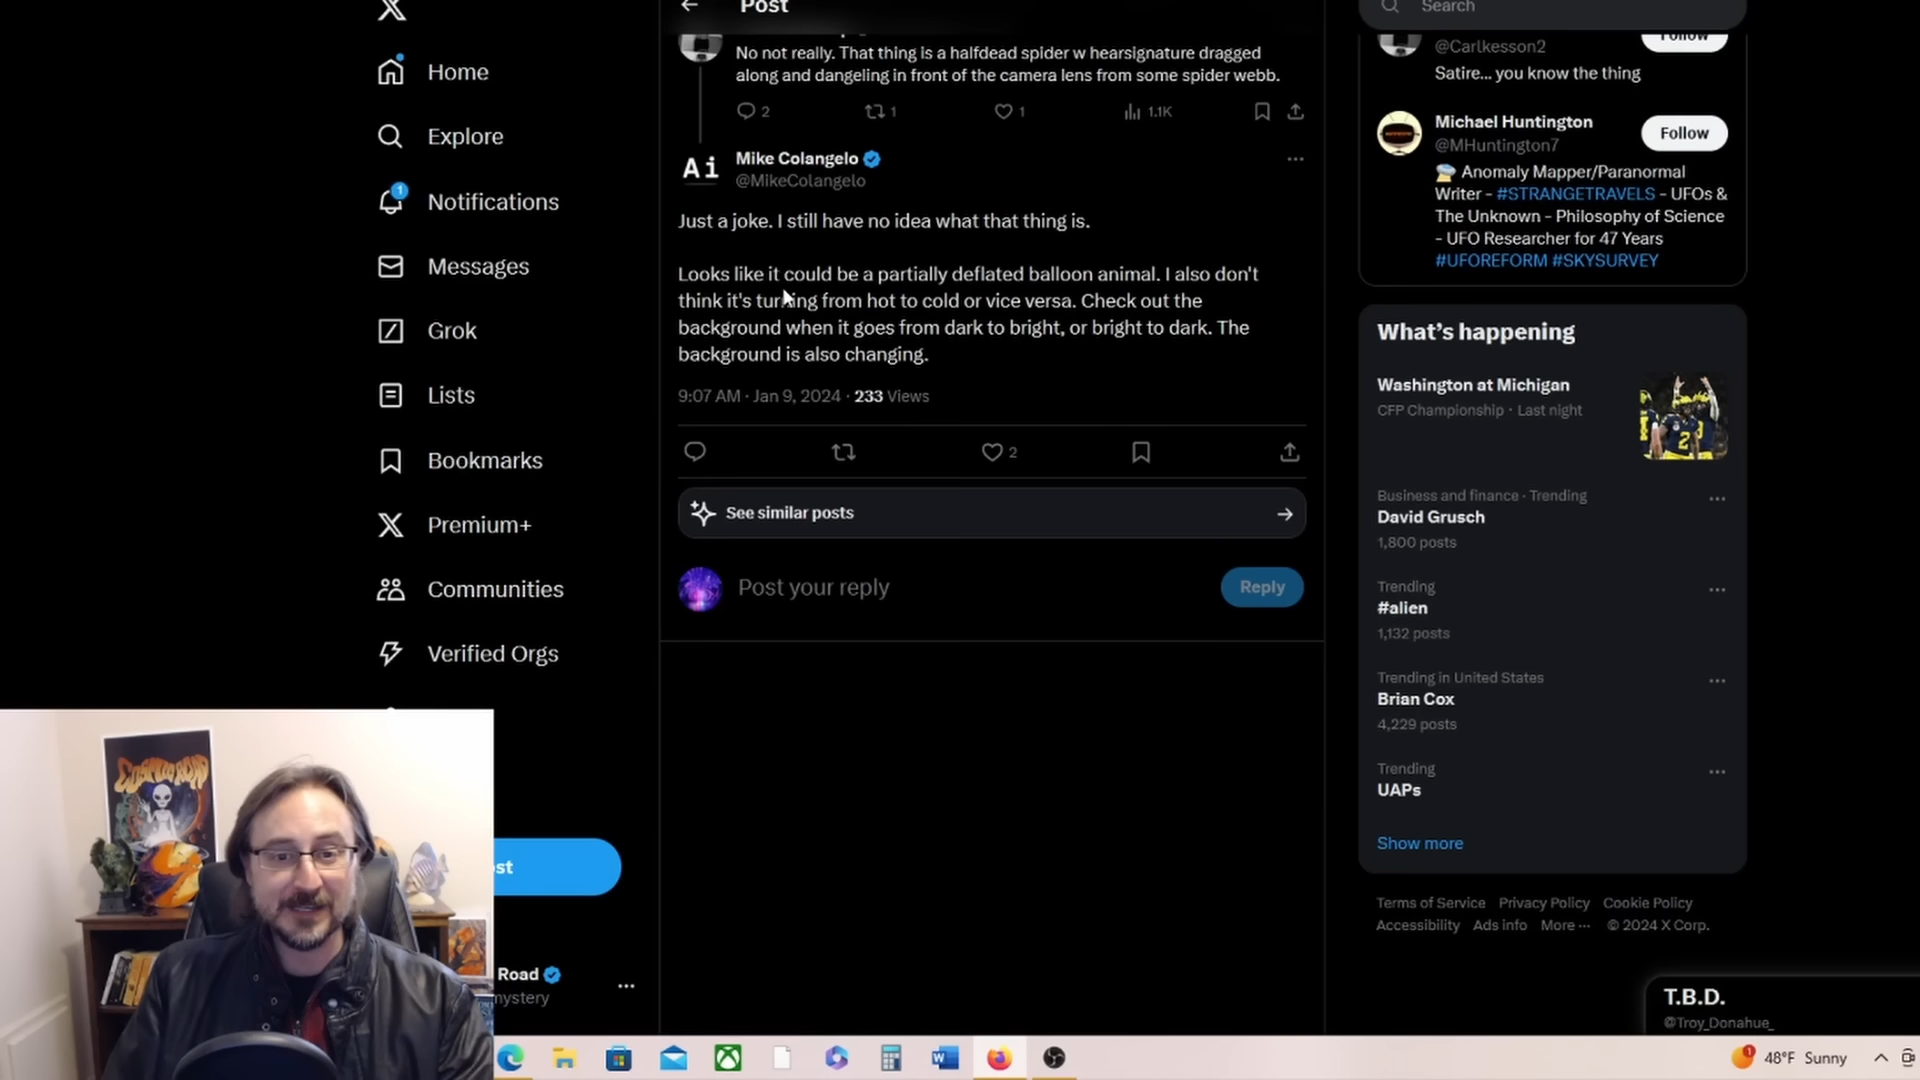 Home
Explore
1
Notifications
Messages
Grok
Lists
Bookmarks
Premium+
Communities
Verified Orgs
st
Road
mystery
Post
No not really. That thing is a halfdead spider w hearsignature dragged
along and dangeling in front of the camera lens from some spider webb.
2
1
1
1.1K
Ai
Mike Colangelo
@MikeColangelo
Just a joke. I still have no idea what that thing is.
Looks like it could be a partially deflated balloon animal. I also don't
think it's turning from hot to cold or vice versa. Check out the
background when it goes from dark to bright, or bright to dark. The
background is also changing.
9:07 AM · Jan 9, 2024 · 233 Views
2
See similar posts
Post your reply
Reply
Search
@Carlkesson2
Follow
Satire... you know the thing
Michael Huntington
@MHuntington7
Follow
Anomaly Mapper/Paranormal
Writer - #STRANGETRAVELS - UFOs &
The Unknown - Philosophy of Science
- UFO Researcher for 47 Years
#UFOREFORM #SKYSURVEY
What's happening
Washington at Michigan
CFP Championship · Last night
2
Business and finance · Trending
David Grusch
1,800 posts
Trending
#alien
1,132 posts
Trending in United States
Brian Cox
4,229 posts
Trending
UAPs
Show more
Terms of Service Privacy Policy Cookie Policy
Accessibility Ads info More ··· © 2024 X Corp.
T.B.D.
@Troy_Donahue_
COSMIC ROAD
1
48°F Sunny